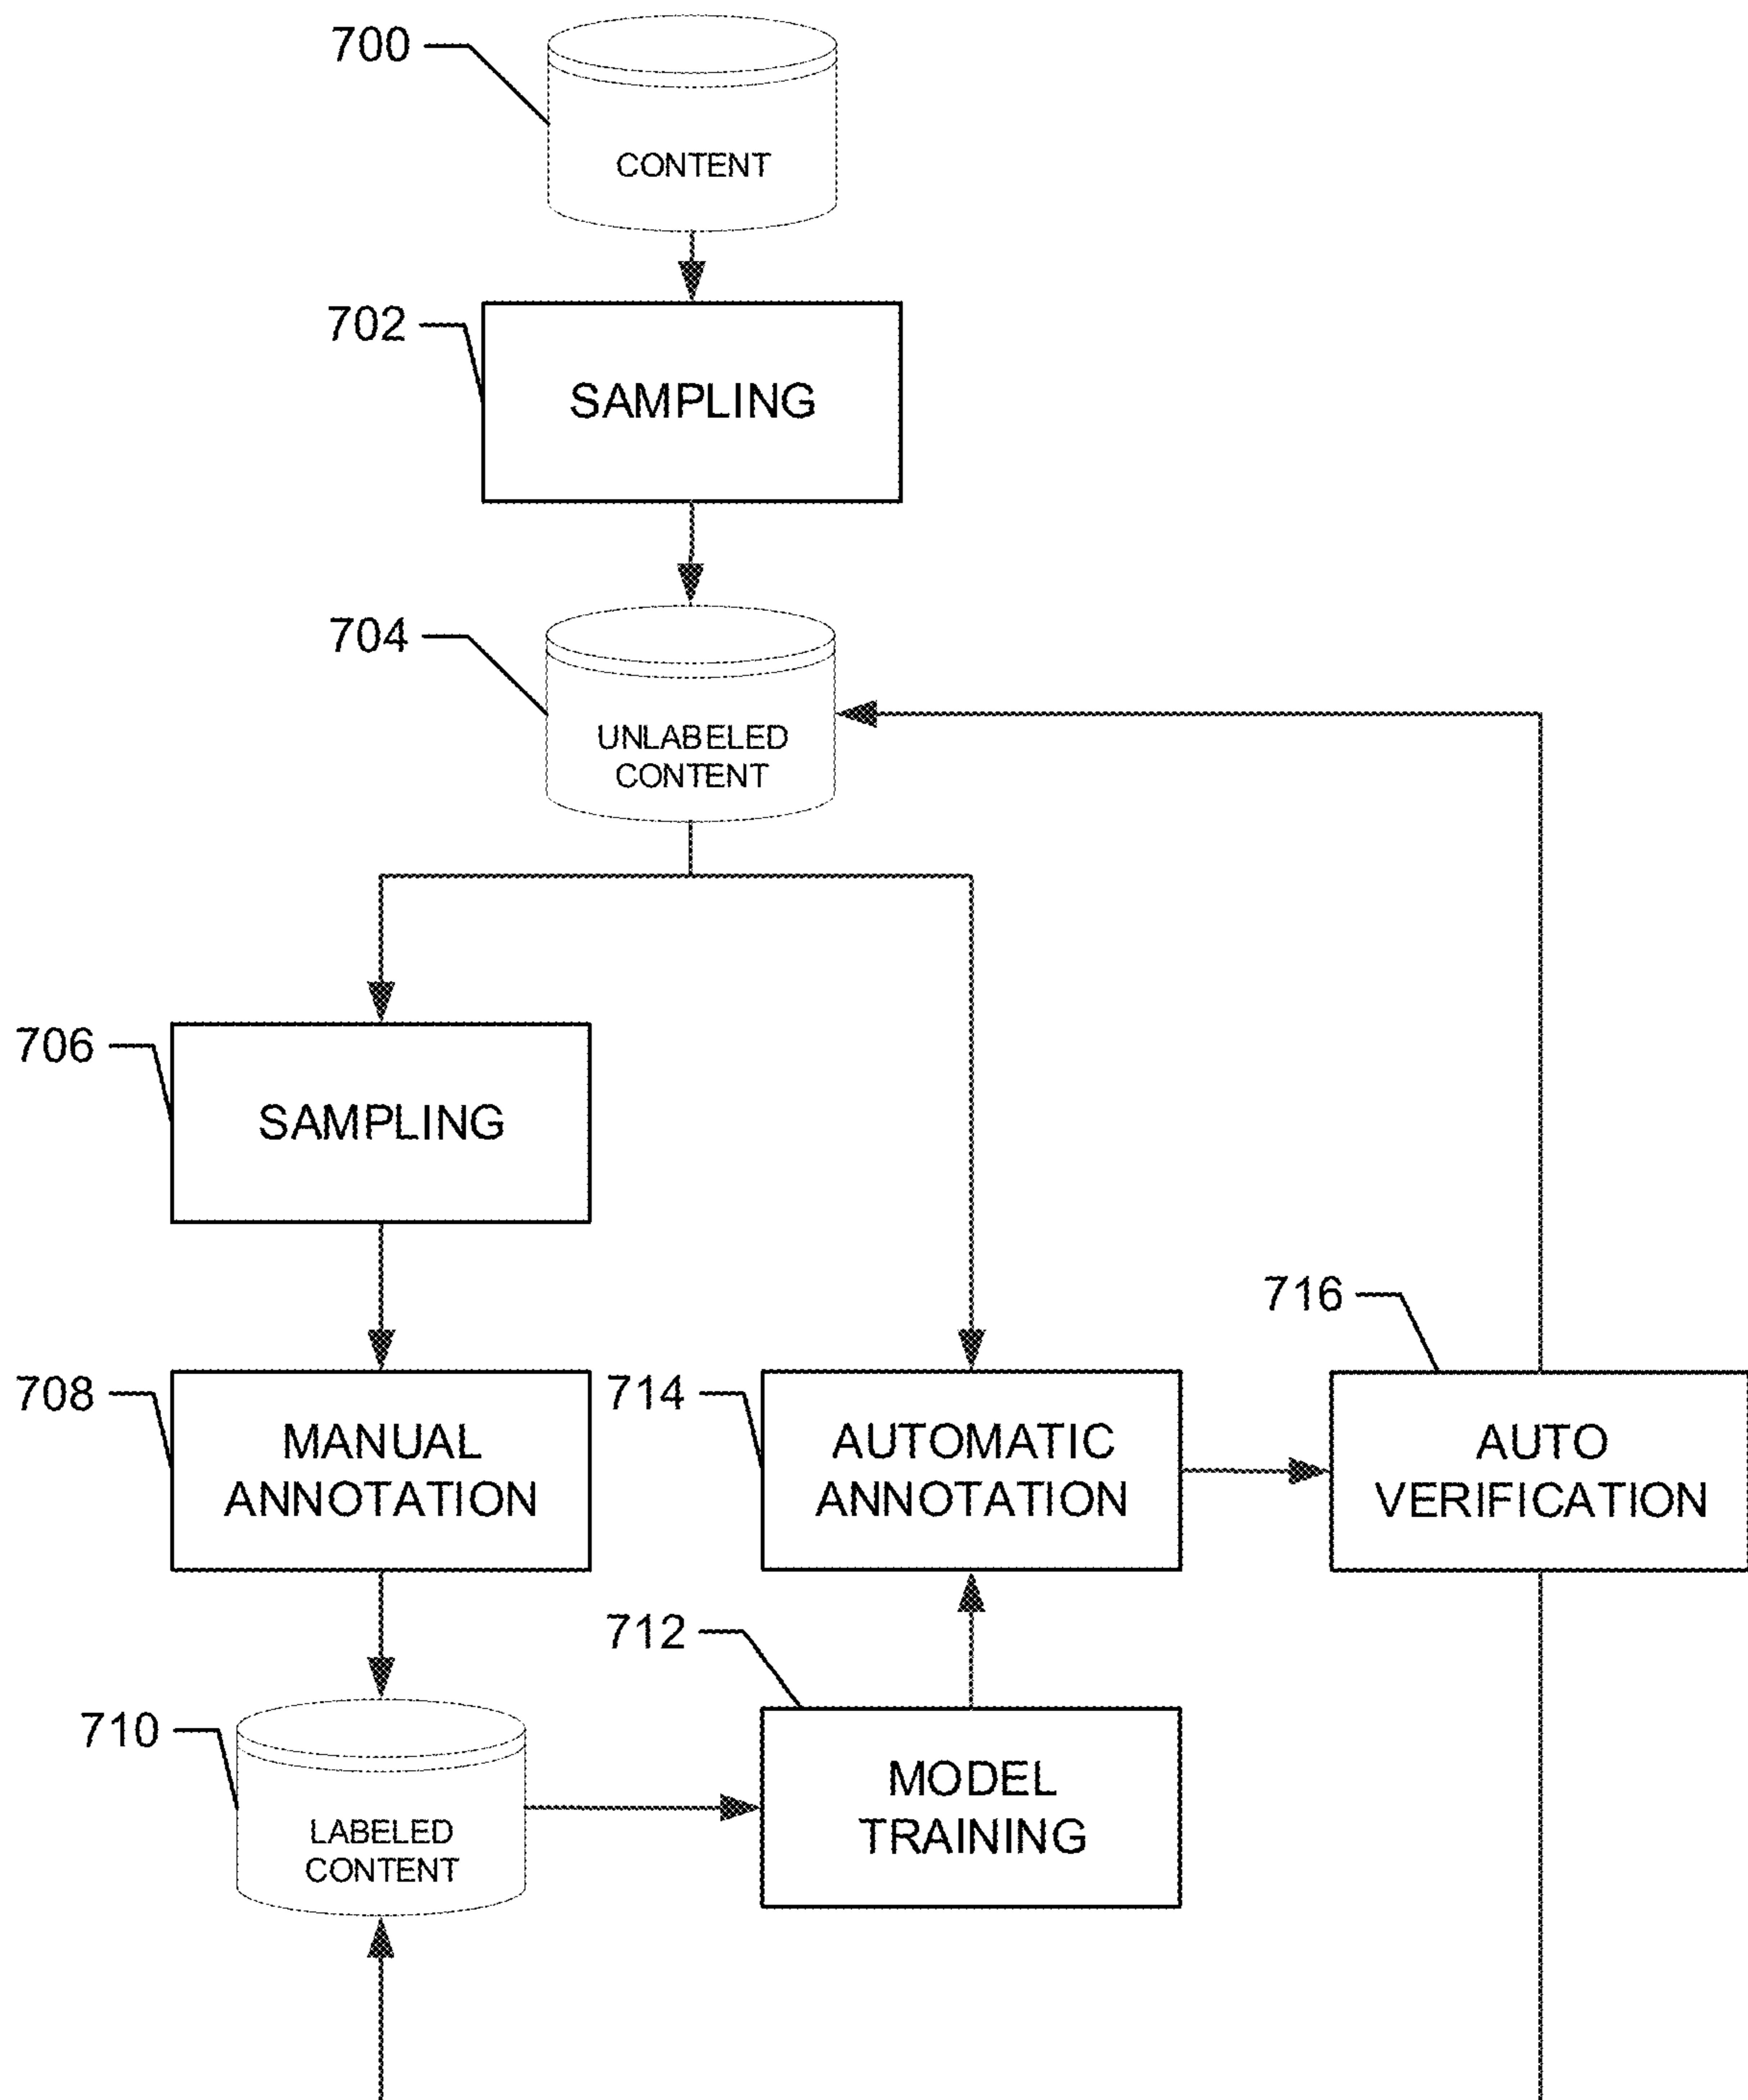 700
CONTENT
702
SAMPLING
704
UNLABELED
CONTENT
706
SAMPLING
716
708
MANUAL
ANNOTATION
714
AUTOMATIC
ANNOTATION
AUTO
VERIFICATION
712
710
LABELED
CONTENT
MODEL
TRAINING